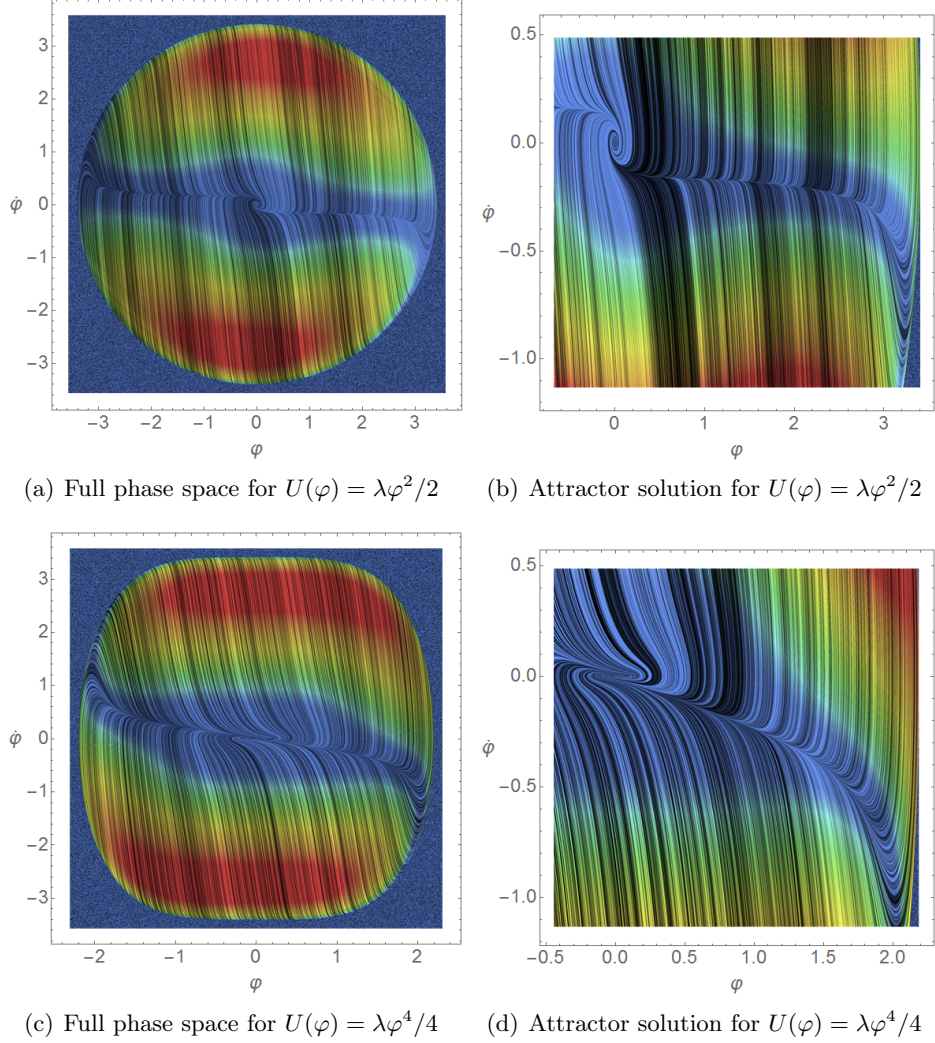 3
2
1
φ̇ 0
−1
−2
−3
−3 −2 −1 0 1 2 3
φ
0.5
0.0
φ̇
−0.5
−1.0
0 1 2 3
φ
(a) Full phase space for U(φ) = λφ²/2
(b) Attractor solution for U(φ) = λφ²/2
3
2
1
φ̇ 0
−1
−2
−3
−2 −1 0 1 2
φ
0.5
0.0
φ̇
−0.5
−1.0
−0.5 0.0 0.5 1.0 1.5 2.0
φ
(c) Full phase space for U(φ) = λφ⁴/4
(d) Attractor solution for U(φ) = λφ⁴/4